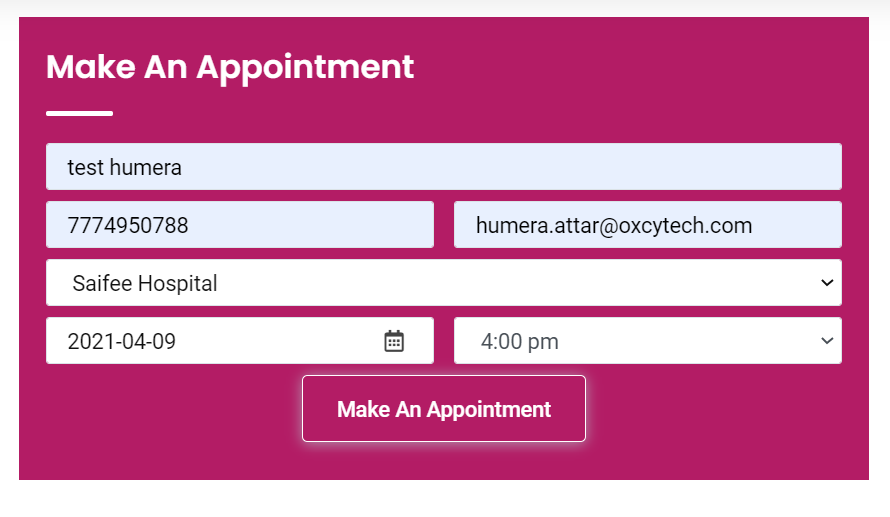 Make An Appointment
test humera
7774950788
humera.attar@oxcytech.com
Saifee Hospital
2021-04-09
4:00 pm
Make An Appointment